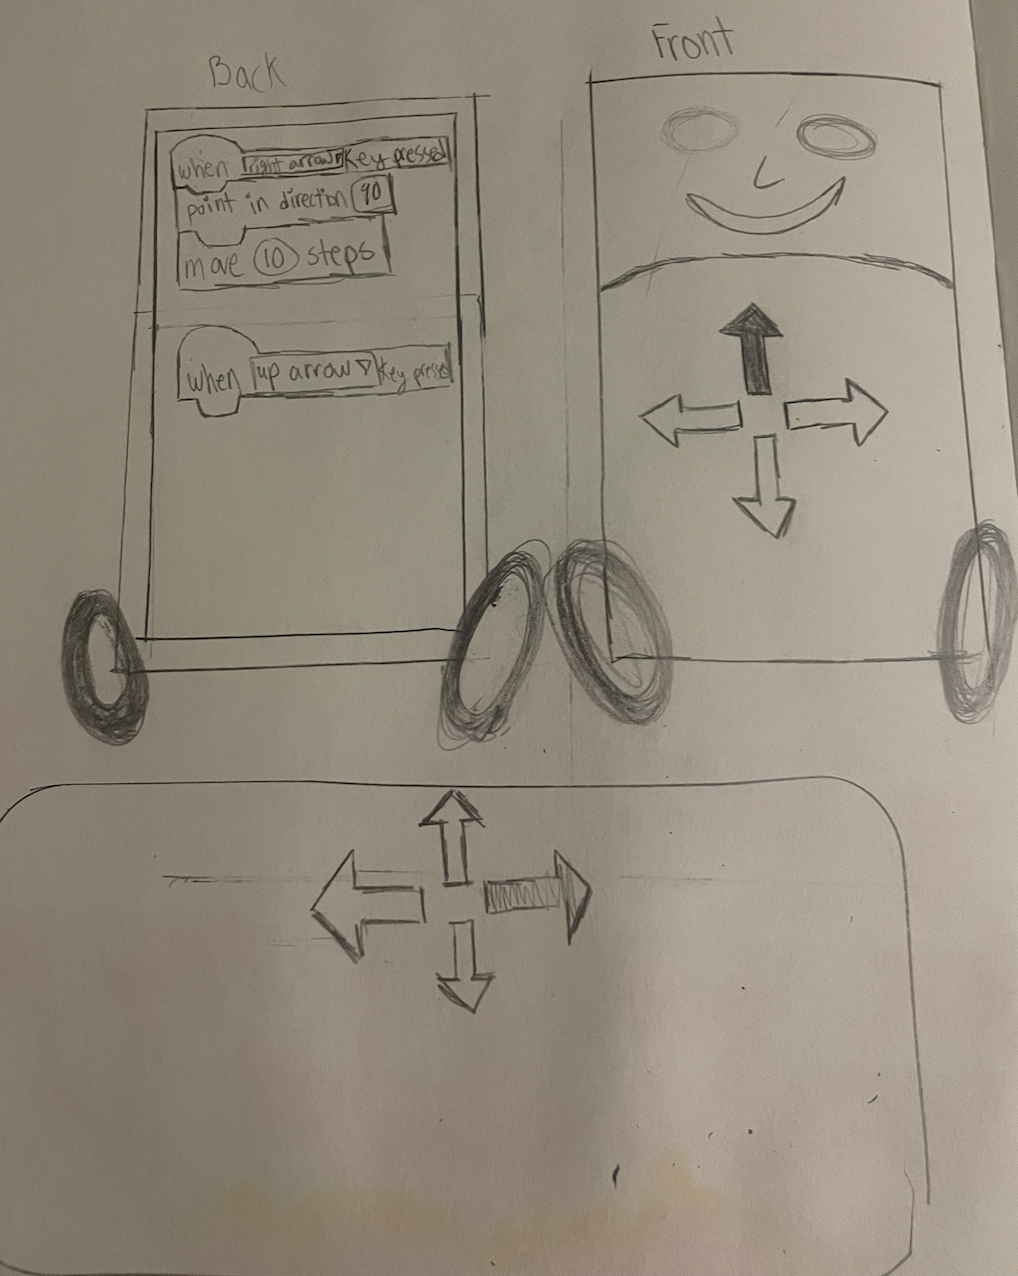 Back
when right arrow key pressed
point in direction 90
move 10 steps
when up arrow key pressed
Front